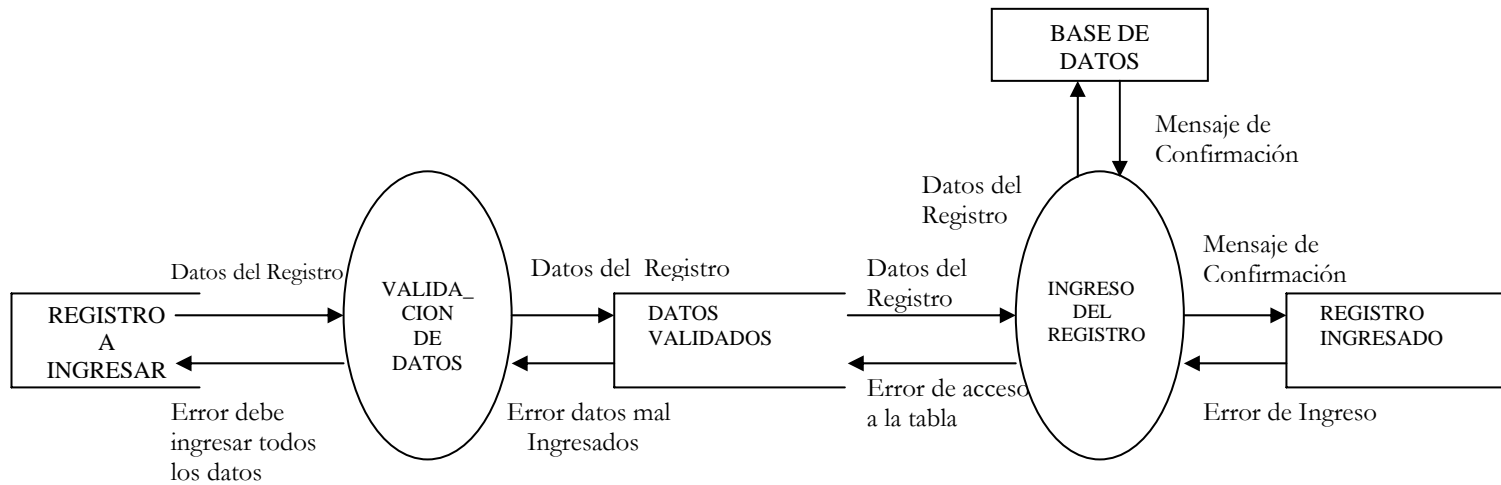 BASE DE
DATOS
Mensaje de
Confirmación
Datos del
Registro
Datos del Registro
VALIDA_
CION
DE
DATOS
Datos del Registro
Datos del
Registro
INGRESO
DEL
REGISTRO
Mensaje de
Confirmación
REGISTRO
A
INGRESAR
DATOS
VALIDADOS
REGISTRO
INGRESADO
Error debe
ingresar todos
los datos
Error datos mal
Ingresados
Error de acceso
a la tabla
Error de Ingreso